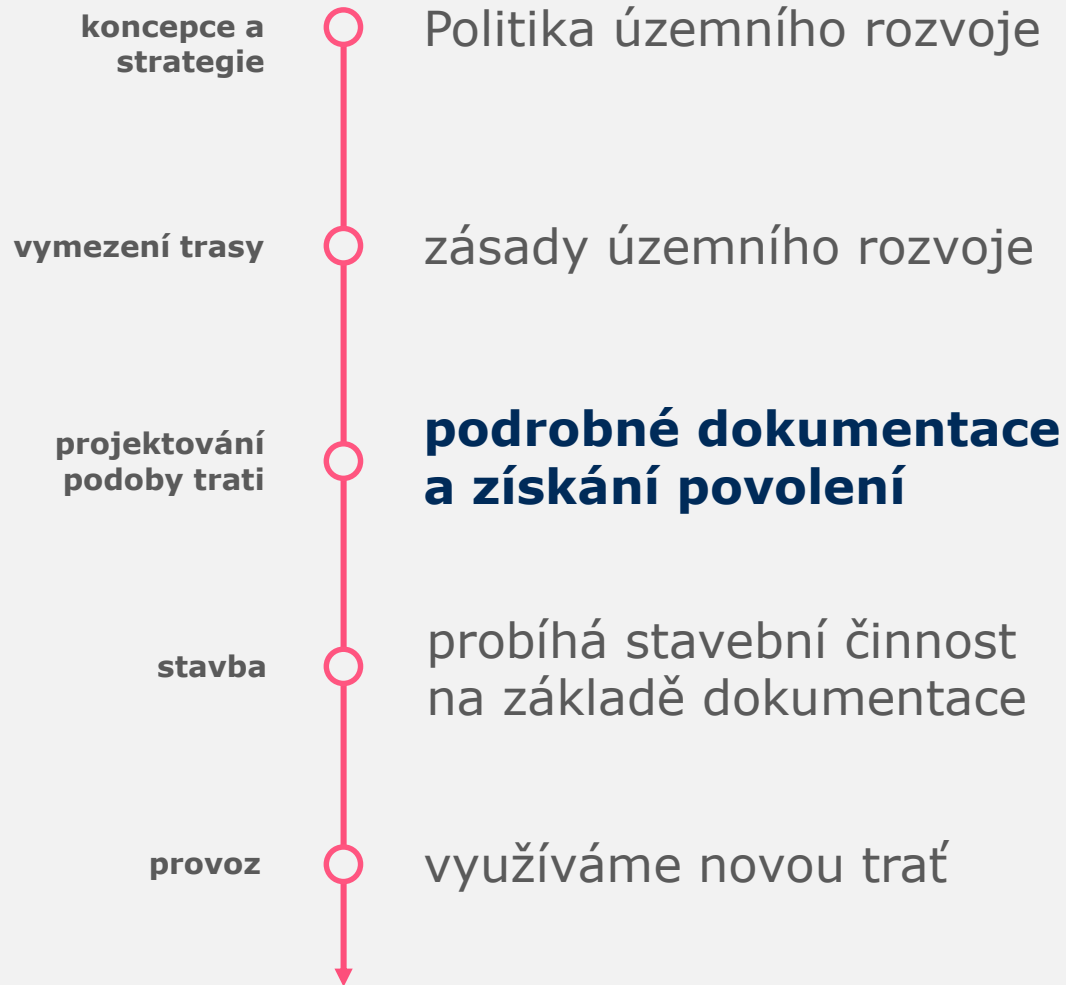 koncepce a
strategie
Politika územního rozvoje
vymezení trasy
zásady územního rozvoje
projektování
podoby trati
podrobné dokumentace
a získání povolení
stavba
probíhá stavební činnost
na základě dokumentace
provoz
využíváme novou trať